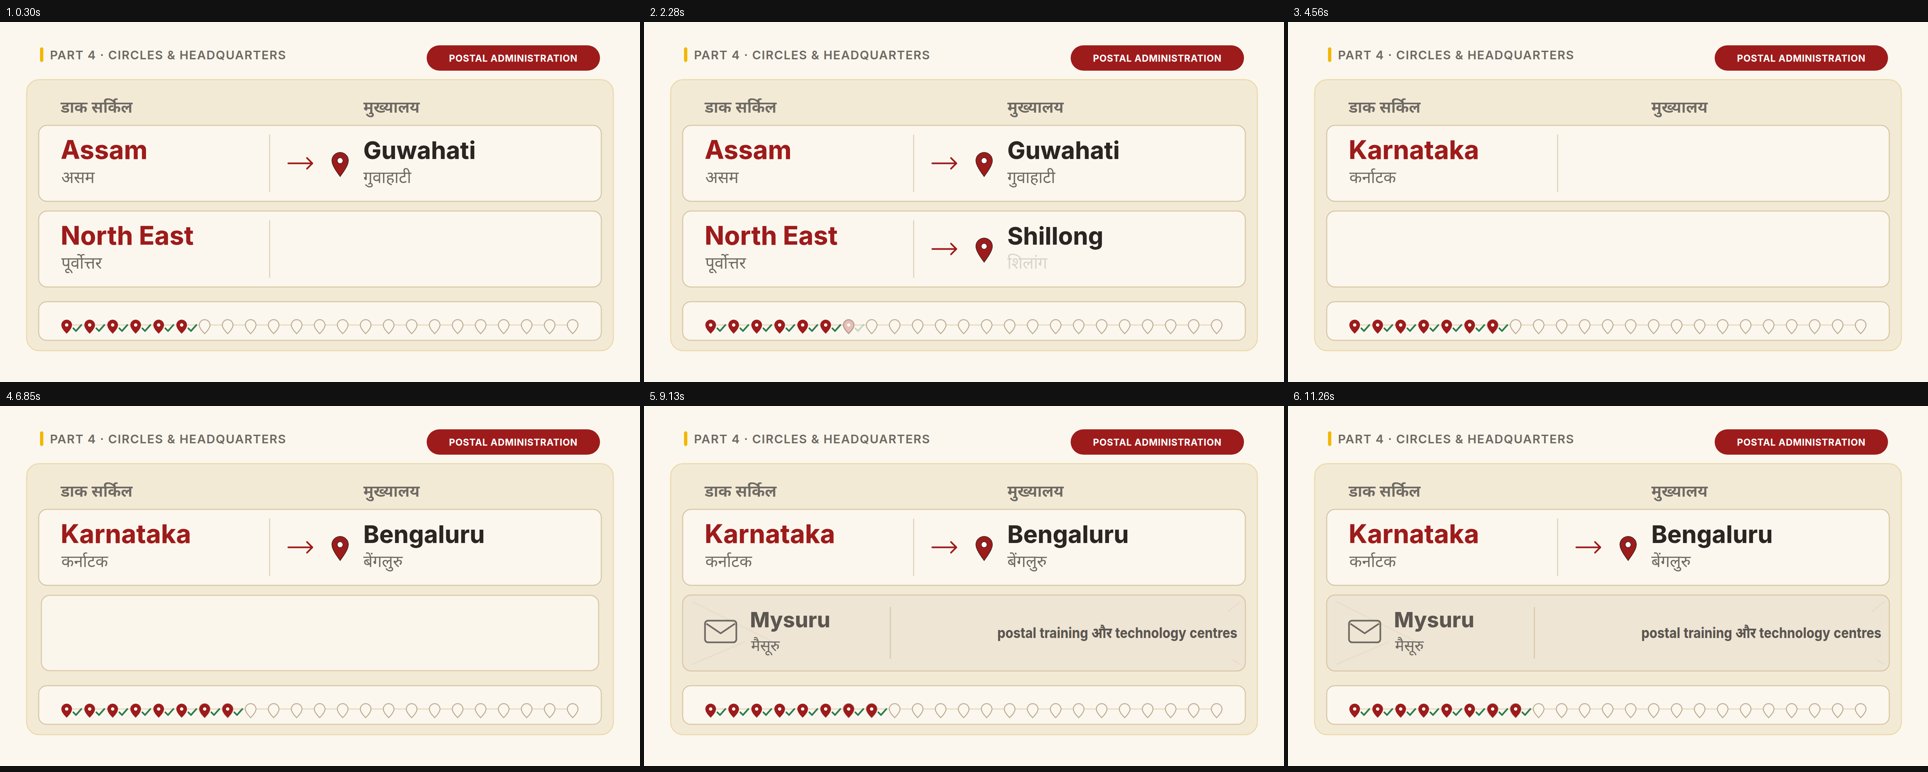 1. 0.30s
PART 4 · CIRCLES & HEADQUARTERS
POSTAL ADMINISTRATION
डाक सर्किल
मुख्यालय
Assam
असम
Guwahati
गुवाहाटी
North East
पूर्वोत्तर
2. 2.28s
PART 4 · CIRCLES & HEADQUARTERS
POSTAL ADMINISTRATION
डाक सर्किल
मुख्यालय
Assam
असम
Guwahati
गुवाहाटी
North East
पूर्वोत्तर
Shillong
शिलांग
3. 4.56s
PART 4 · CIRCLES & HEADQUARTERS
POSTAL ADMINISTRATION
डाक सर्किल
मुख्यालय
Karnataka
कर्नाटक
4. 6.85s
PART 4 · CIRCLES & HEADQUARTERS
POSTAL ADMINISTRATION
डाक सर्किल
मुख्यालय
Karnataka
कर्नाटक
Bengaluru
बेंगलुरु
5. 9.13s
PART 4 · CIRCLES & HEADQUARTERS
POSTAL ADMINISTRATION
डाक सर्किल
मुख्यालय
Karnataka
कर्नाटक
Bengaluru
बेंगलुरु
Mysuru
मैसूरु
postal training और technology centres
6. 11.26s
PART 4 · CIRCLES & HEADQUARTERS
POSTAL ADMINISTRATION
डाक सर्किल
मुख्यालय
Karnataka
कर्नाटक
Bengaluru
बेंगलुरु
Mysuru
मैसूरु
postal training और technology centres